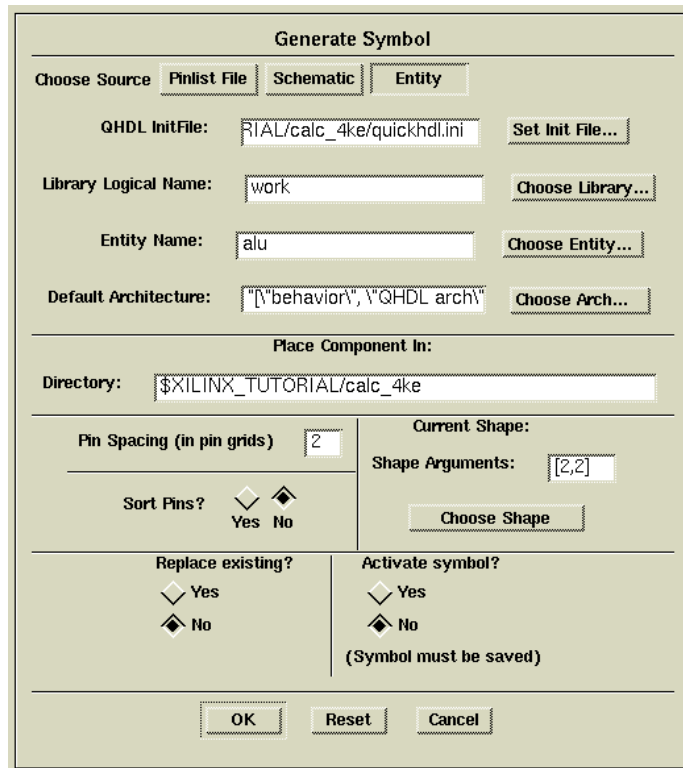 Generate Symbol
Choose Source Pinlist File Schematic Entity
QHDL InitFile: RIAL/calc_4ke/quickhdl.ini Set Init File...
Library Logical Name: work Choose Library...
Entity Name: alu Choose Entity...
Default Architecture: "[\"behavior\", \"QHDL arch\" Choose Arch...
Place Component In:
Directory: $XILINX_TUTORIAL/calc_4ke
Pin Spacing (in pin grids) 2
Current Shape:
Shape Arguments: [2,2]
Sort Pins? Yes No
Choose Shape
Replace existing? Activate symbol?
Yes Yes
No No
(Symbol must be saved)
OK Reset Cancel